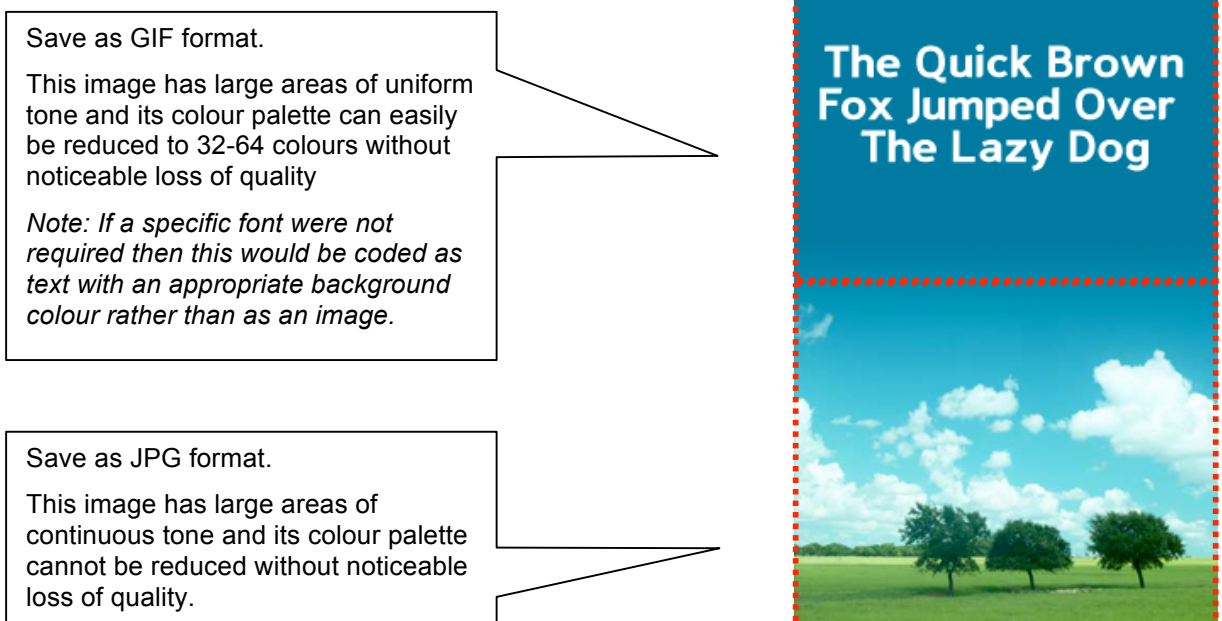 Save as GIF format.
This image has large areas of uniform
tone and its colour palette can easily
be reduced to 32-64 colours without
noticeable loss of quality
Note: If a specific font were not
required then this would be coded as
text with an appropriate background
colour rather than as an image.
The Quick Brown
Fox Jumped Over
The Lazy Dog
Save as JPG format.
This image has large areas of
continuous tone and its colour palette
cannot be reduced without noticeable
loss of quality.